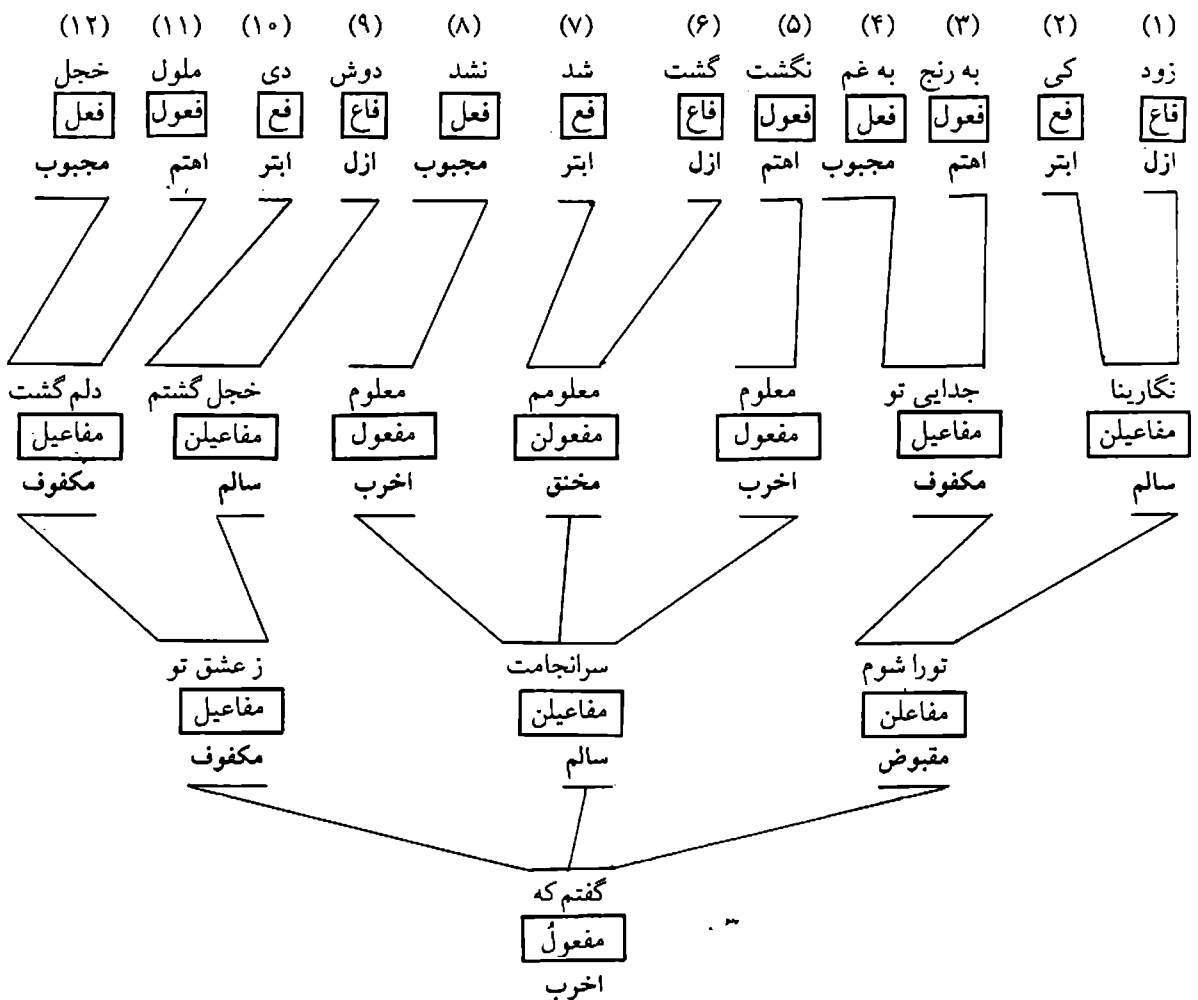 (۱) (۲) (۳) (۴) (۵) (۶) (۷) (۸) (۹) (۱۰) (۱۱) (۱۲)
زود کی به رنج به غم نگشت گشت شد نشد دوش دی ملول خجل
فاع فع فعول فعل فعول فاع فع فعل فاع فع فعول فعل
ازل ابتر اهتم مجبوب اهتم ازل ابتر مجبوب ازل ابتر اهتم مجبوب
نگارینا جدایی تو معلوم معلومم معلوم خجل گشتم دلم گشت
مفاعیلن مفاعیل مفعول مفعولن مفعول مفاعیلن مفاعیل
سالم مکفوف اخرب مخنق اخرب سالم مکفوف
تو را شوم سرانجامت ز عشق تو
مفاعلن مفاعیلن مفاعیل
مقبوض سالم مکفوف
گفتم که
مفعولُ
اخرب